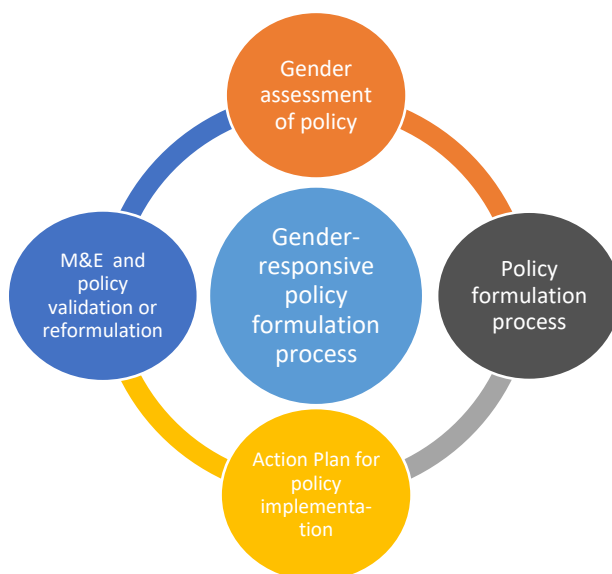 Gender
assessment
of policy
Gender-
responsive
policy
formulation
process
M&E and
policy
validation or
reformulation
Policy
formulation
process
Action Plan for
policy
implementa-
tion